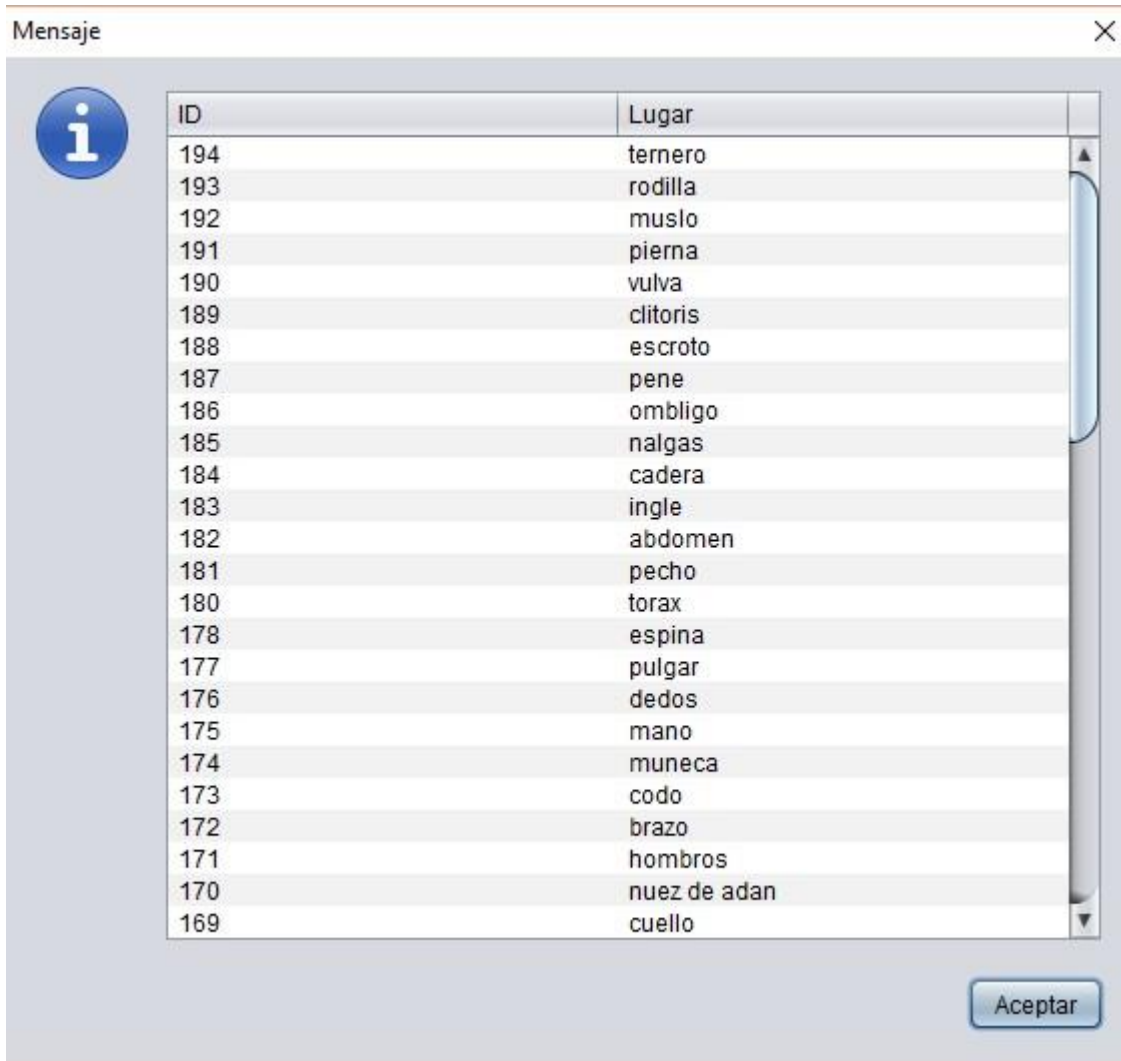 Mensaje
ID Lugar
194 ternero
193 rodilla
192 muslo
191 pierna
190 vulva
189 clitoris
188 escroto
187 pene
186 ombligo
185 nalgas
184 cadera
183 ingle
182 abdomen
181 pecho
180 torax
178 espina
177 pulgar
176 dedos
175 mano
174 muneca
173 codo
172 brazo
171 hombros
170 nuez de adan
169 cuello
Aceptar